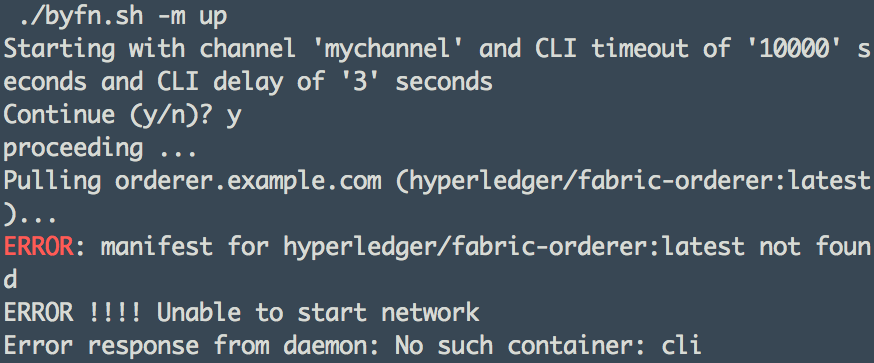 ./byfn.sh -m up
Starting with channel 'mychannel' and CLI timeout of '10000' s
econds and CLI delay of '3' seconds
Continue (y/n)? y
proceeding ...
Pulling orderer.example.com (hyperledger/fabric-orderer:latest
)...
ERROR: manifest for hyperledger/fabric-orderer:latest not foun
d
ERROR !!!! Unable to start network
Error response from daemon: No such container: cli